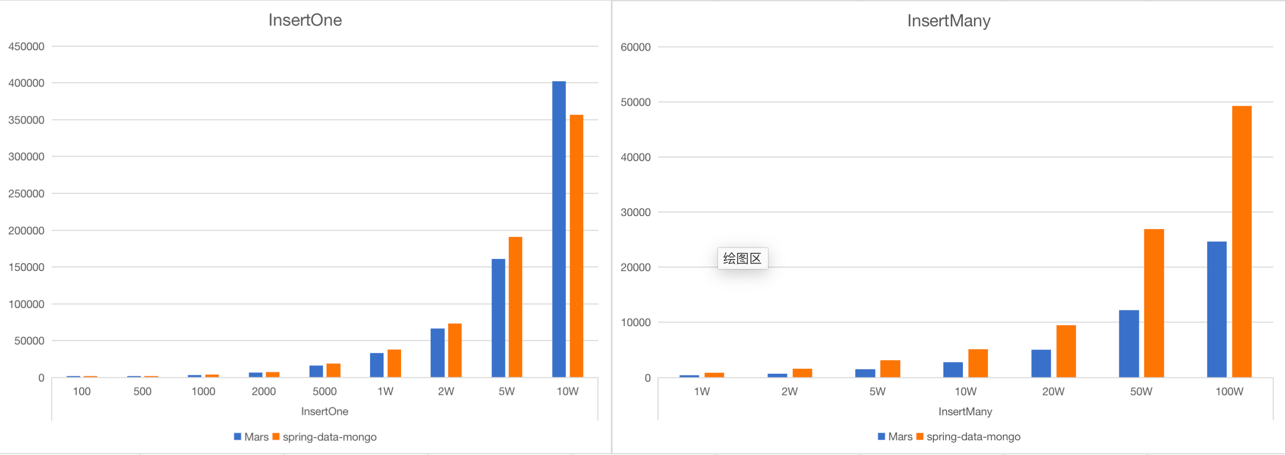 InsertOne
450000
400000
350000
300000
250000
200000
150000
100000
50000
0
100 500 1000 2000 5000 1W 2W 5W 10W
InsertOne
Mars spring-data-mongo
InsertMany
60000
50000
40000
30000
20000
10000
0
绘图区
1W 2W 5W 10W 20W 50W 100W
InsertMany
Mars spring-data-mongo